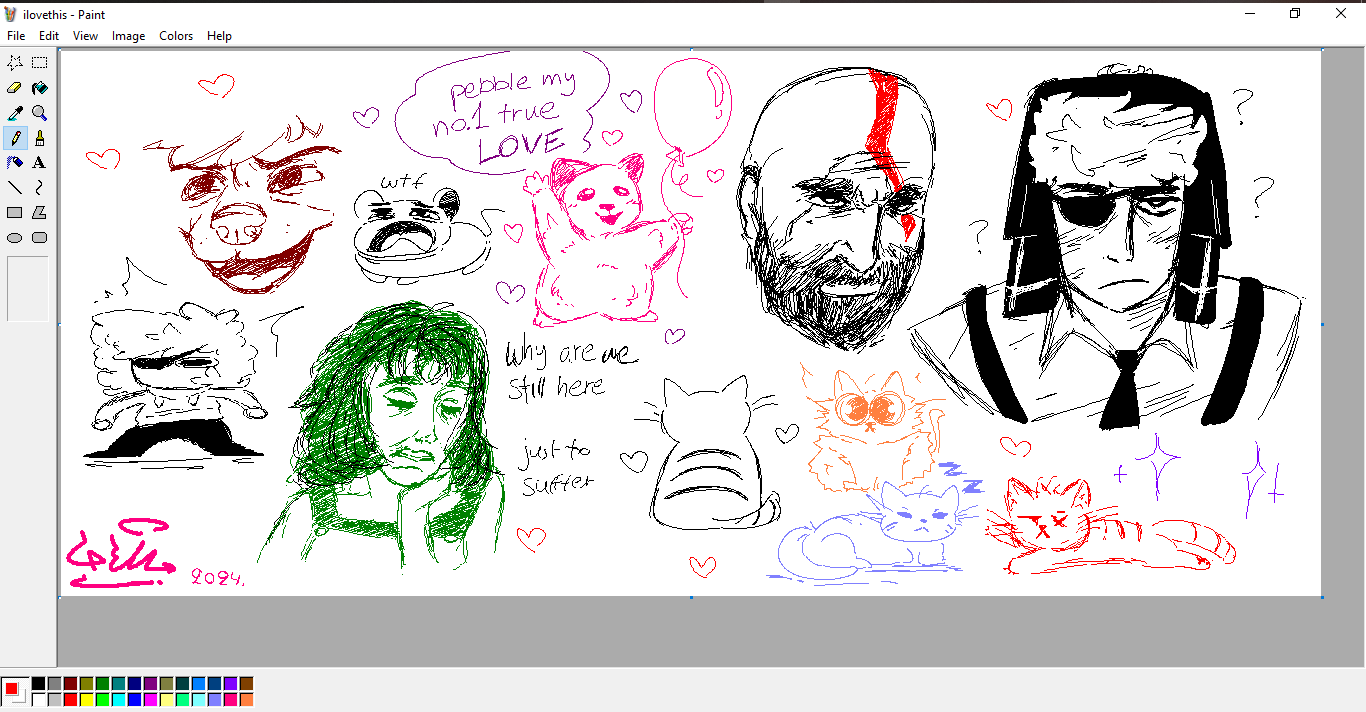 ilovethis - Paint
File Edit View Image Colors Help
pebble my
no.1 true
LOVE
wtf
? ? ?
Why are we
still here
just to
suffer
zzz
2024.